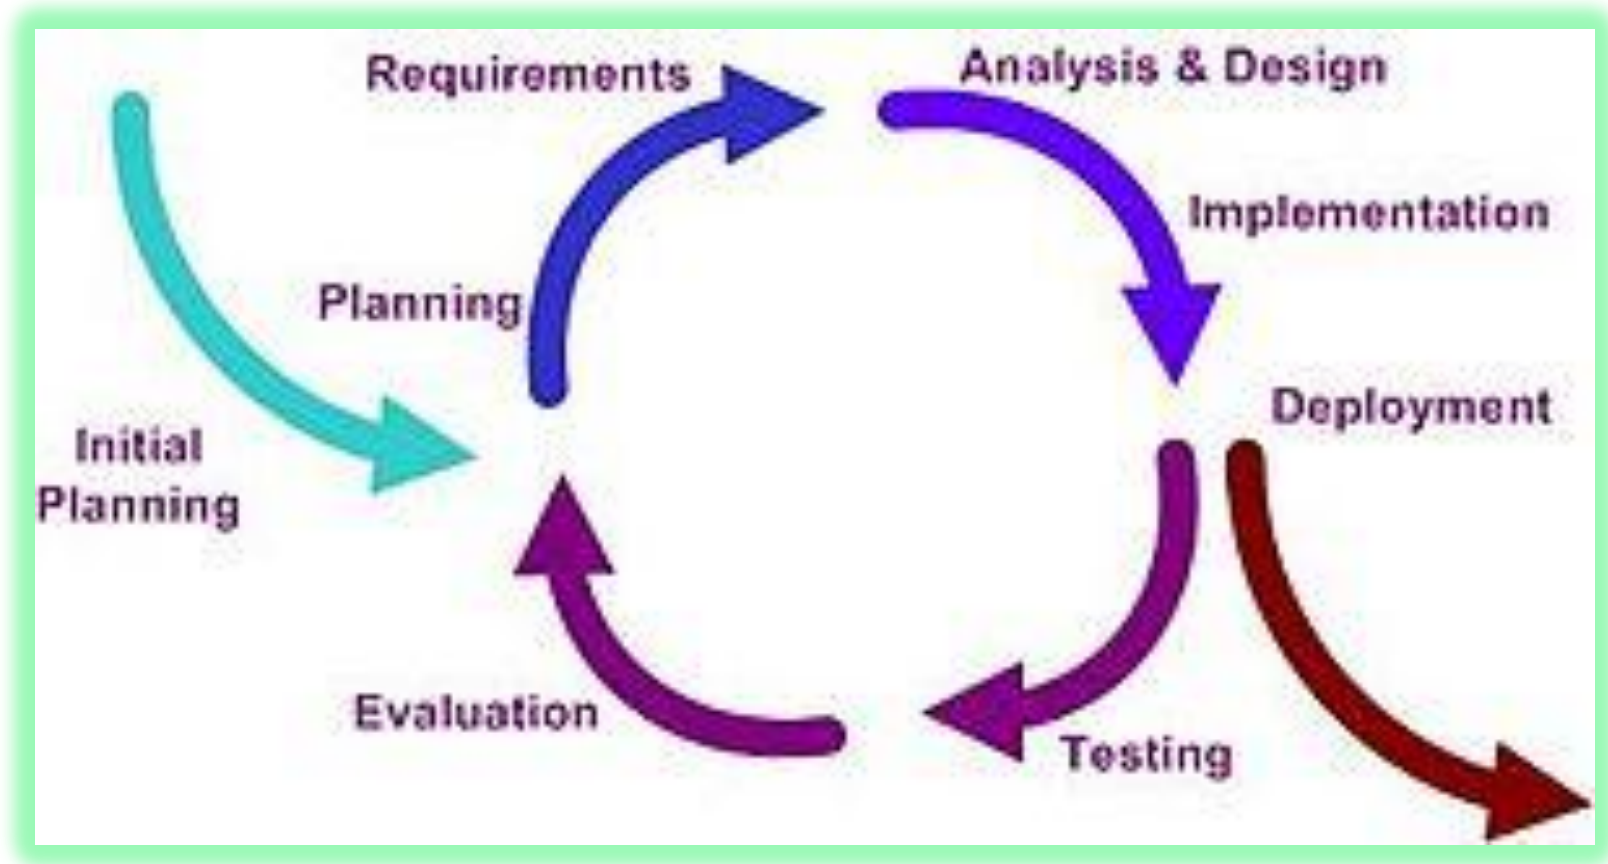 Requirements
Analysis & Design
Implementation
Planning
Deployment
Initial
Planning
Evaluation
Testing